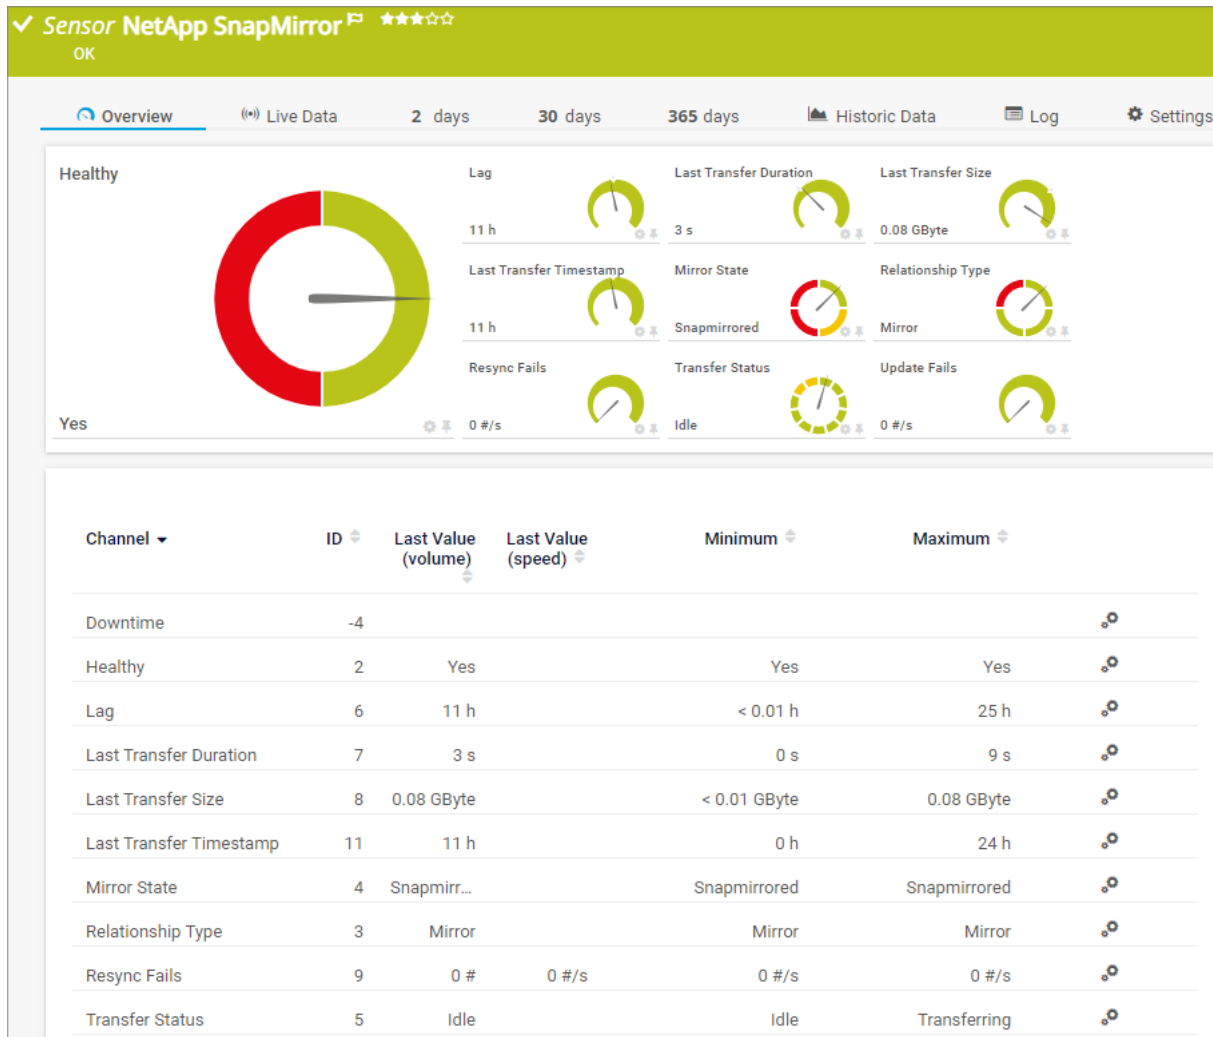 Sensor NetApp SnapMirror
OK
Overview Live Data 2 days 30 days 365 days Historic Data Log Settings
Healthy
Yes
Lag
11 h
Last Transfer Duration
3 s
Last Transfer Size
0.08 GByte
Last Transfer Timestamp
11 h
Mirror State
Snapmirrored
Relationship Type
Mirror
Resync Fails
0 #/s
Transfer Status
Idle
Update Fails
0 #/s
Channel ID Last Value (volume) Last Value (speed) Minimum Maximum
Downtime -4
Healthy 2 Yes Yes Yes
Lag 6 11 h < 0.01 h 25 h
Last Transfer Duration 7 3 s 0 s 9 s
Last Transfer Size 8 0.08 GByte < 0.01 GByte 0.08 GByte
Last Transfer Timestamp 11 11 h 0 h 24 h
Mirror State 4 Snapmirr... Snapmirrored Snapmirrored
Relationship Type 3 Mirror Mirror Mirror
Resync Fails 9 0 # 0 #/s 0 #/s 0 #/s
Transfer Status 5 Idle Idle Transferring